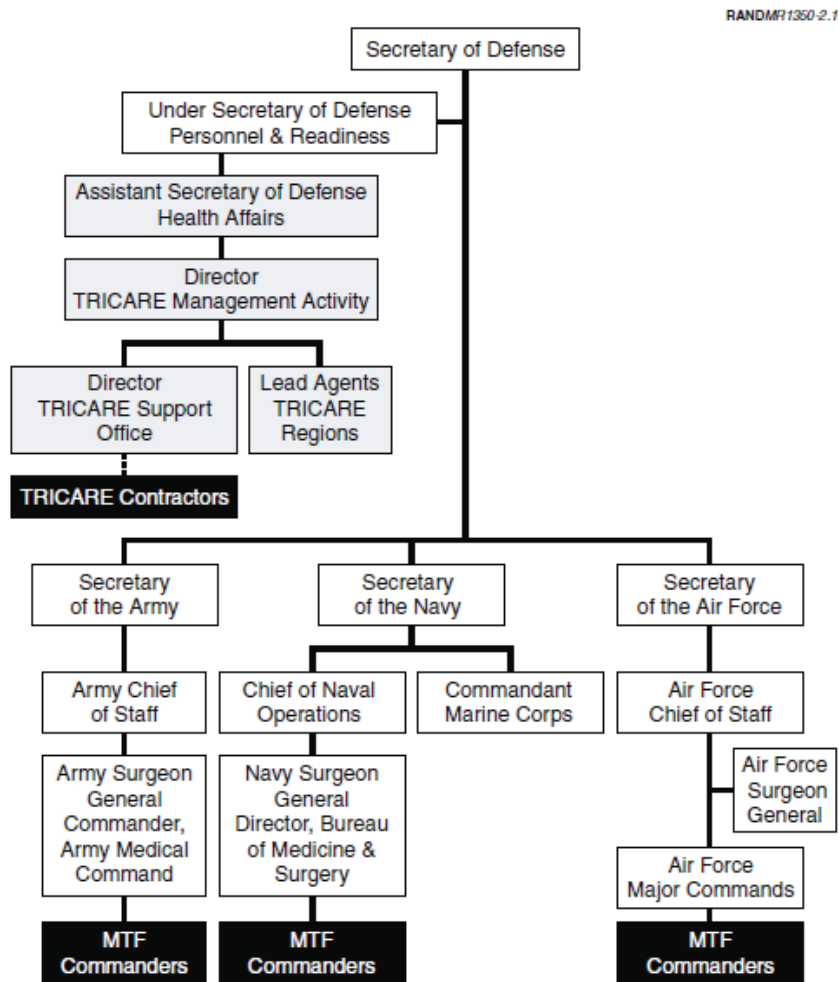 RANDMR1350-2.1
Secretary of Defense
Under Secretary of Defense
Personnel & Readiness
Assistant Secretary of Defense
Health Affairs
Director
TRICARE Management Activity
Director
TRICARE Support
Office
Lead Agents
TRICARE
Regions
TRICARE Contractors
Secretary
of the Army
Secretary
of the Navy
Secretary
of the Air Force
Army Chief
of Staff
Chief of Naval
Operations
Commandant
Marine Corps
Air Force
Chief of Staff
Army Surgeon
General
Commander,
Army Medical
Command
Navy Surgeon
General
Director, Bureau
of Medicine &
Surgery
Air Force
Surgeon
General
Air Force
Major Commands
MTF
Commanders
MTF
Commanders
MTF
Commanders